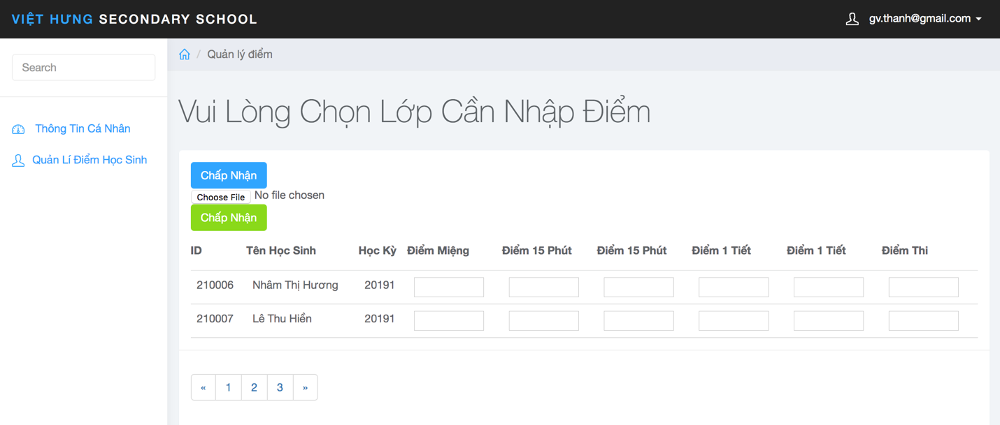 VIỆT HƯNG SECONDARY SCHOOL
gv.thanh@gmail.com
Search
/ Quản lý điểm
Thông Tin Cá Nhân
Quản Lí Điểm Học Sinh
Vui Lòng Chọn Lớp Cần Nhập Điểm
Chấp Nhận
Choose File No file chosen
Chấp Nhận
ID Tên Học Sinh Học Kỳ Điểm Miệng Điểm 15 Phút Điểm 15 Phút Điểm 1 Tiết Điểm 1 Tiết Điểm Thi
210006 Nhâm Thị Hương 20191
210007 Lê Thu Hiền 20191
« 1 2 3 »